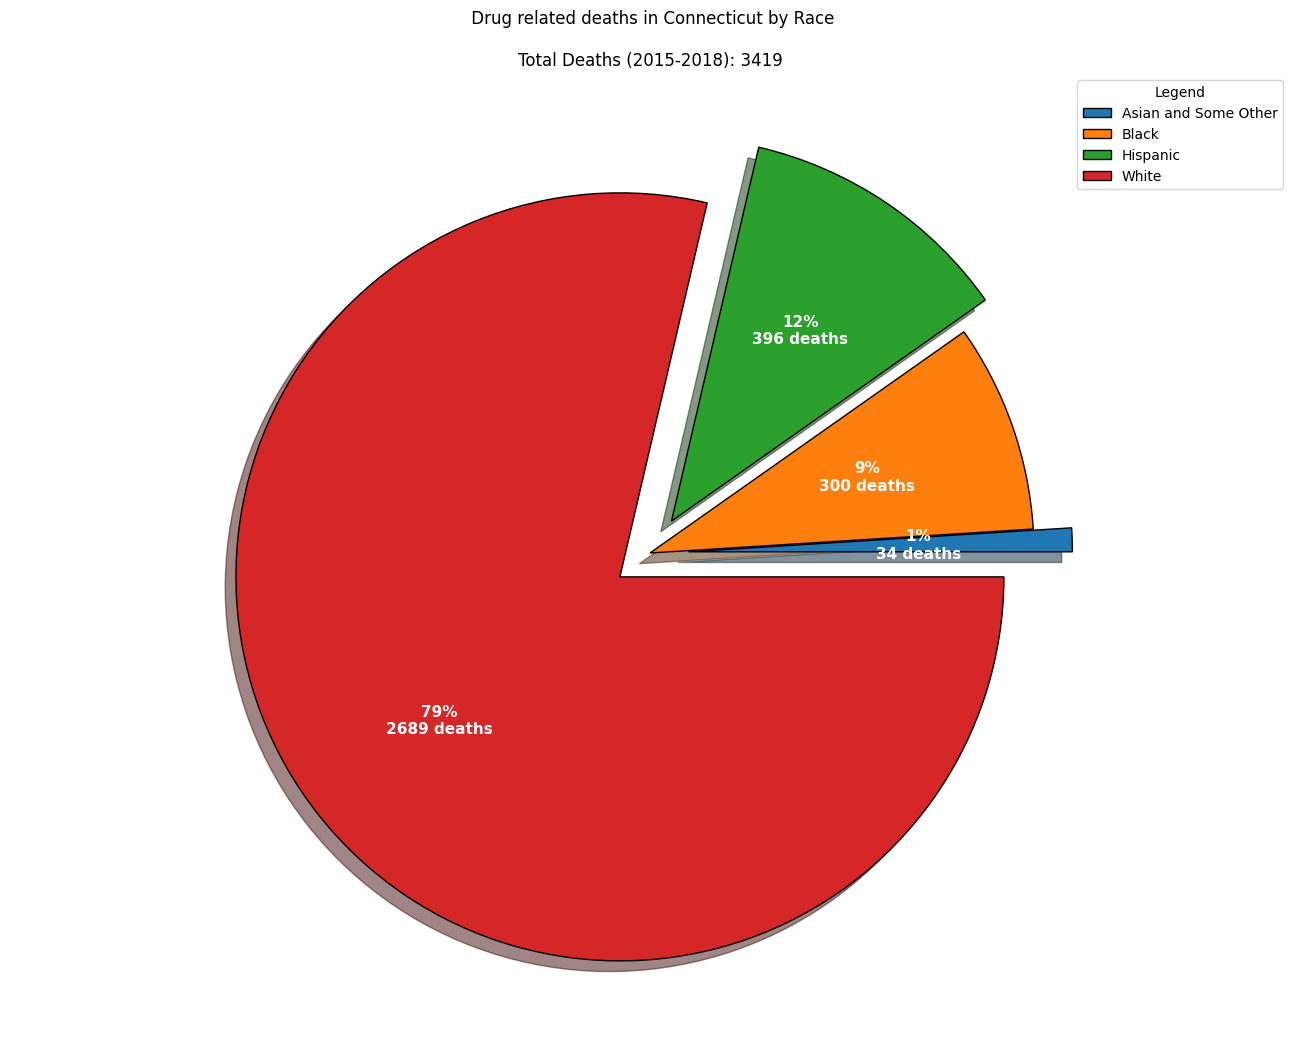 Drug related deaths in Connecticut by Race
Total Deaths (2015-2018): 3419
Legend
Asian and Some Other
Black
Hispanic
White
12%
396 deaths
9%
300 deaths
1%
34 deaths
79%
2689 deaths